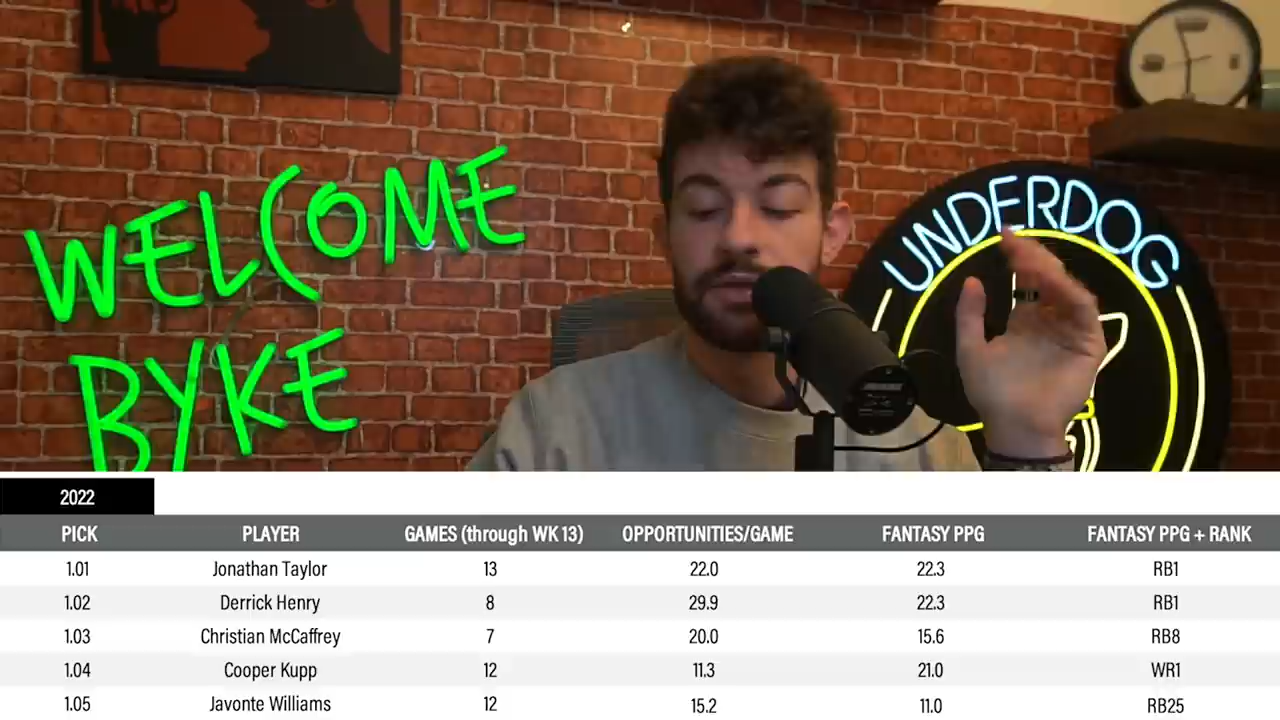 WELCOME
BYKE
UNDERDOG
2022
PICK PLAYER GAMES (through WK 13) OPPORTUNITIES/GAME FANTASY PPG FANTASY PPG + RANK
1.01 Jonathan Taylor 13 22.0 22.3 RB1
1.02 Derrick Henry 8 29.9 22.3 RB1
1.03 Christian McCaffrey 7 20.0 15.6 RB8
1.04 Cooper Kupp 12 11.3 21.0 WR1
1.05 Javonte Williams 12 15.2 11.0 RB25